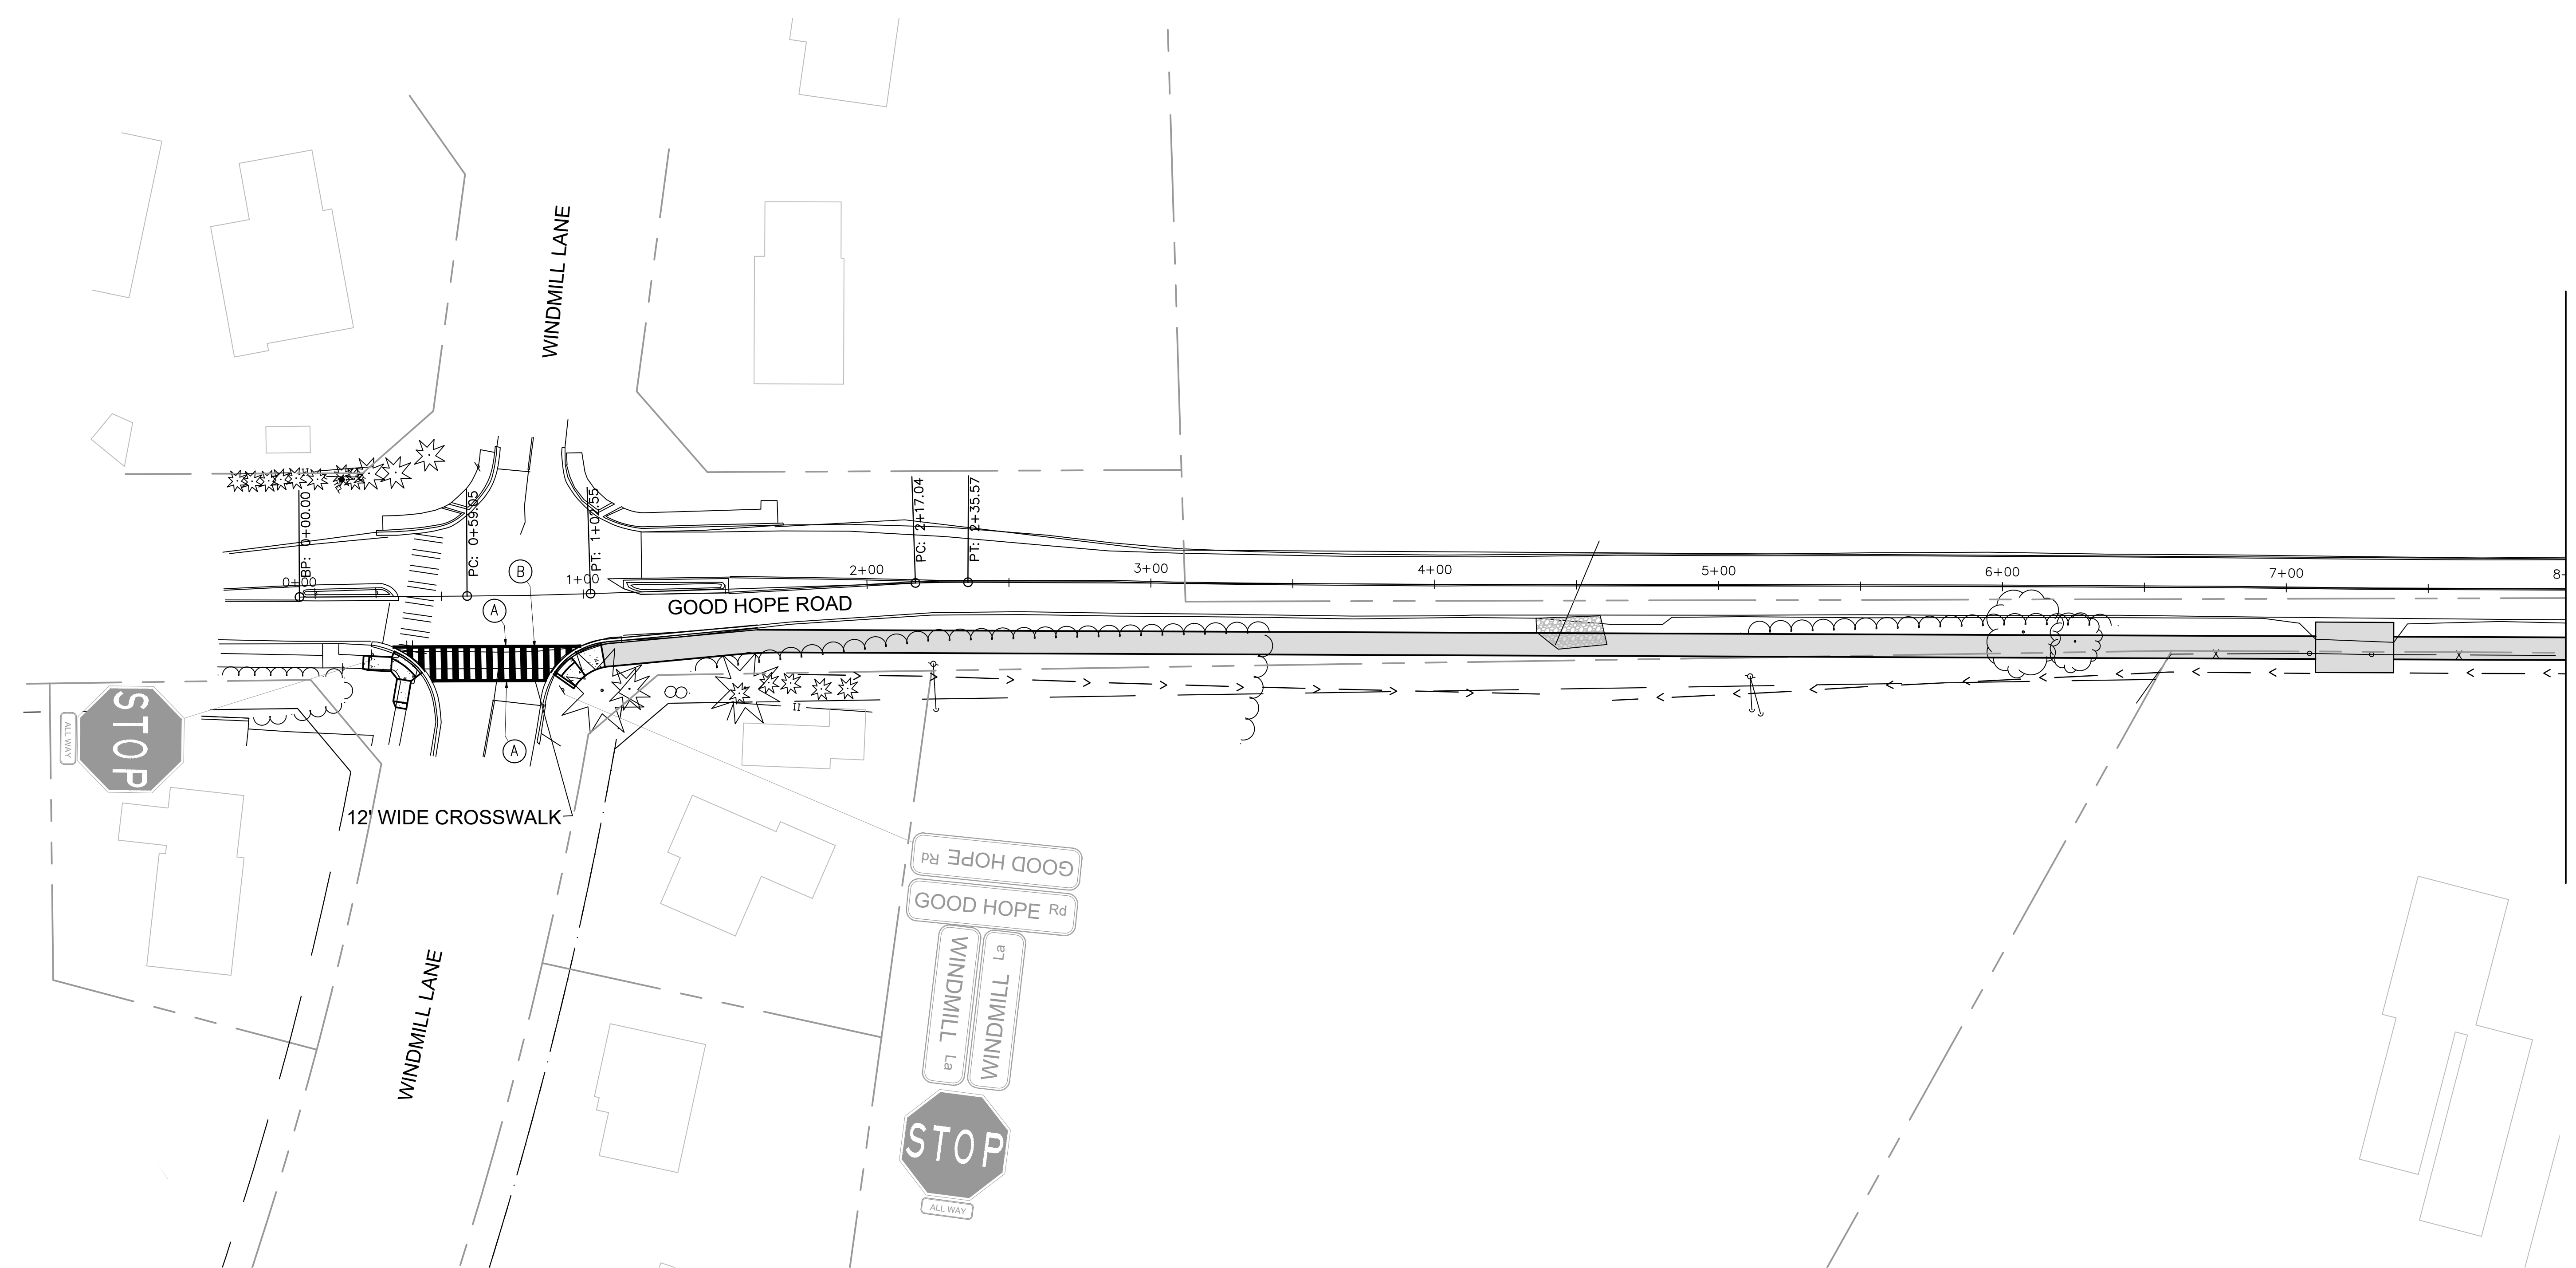 WINDMILL LANE
BP: 0+00.00
PC: 0+59.05
PT: 1+02.55
PC: 2+17.04
PT: 2+35.57
0+00
1+00
2+00
3+00
4+00
5+00
6+00
7+00
8+
B
A
GOOD HOPE ROAD
A
STOP
ALL WAY
12' WIDE CROSSWALK
GOOD HOPE Rd
GOOD HOPE Rd
WINDMILL La
WINDMILL La
WINDMILL LANE
STOP
ALL WAY